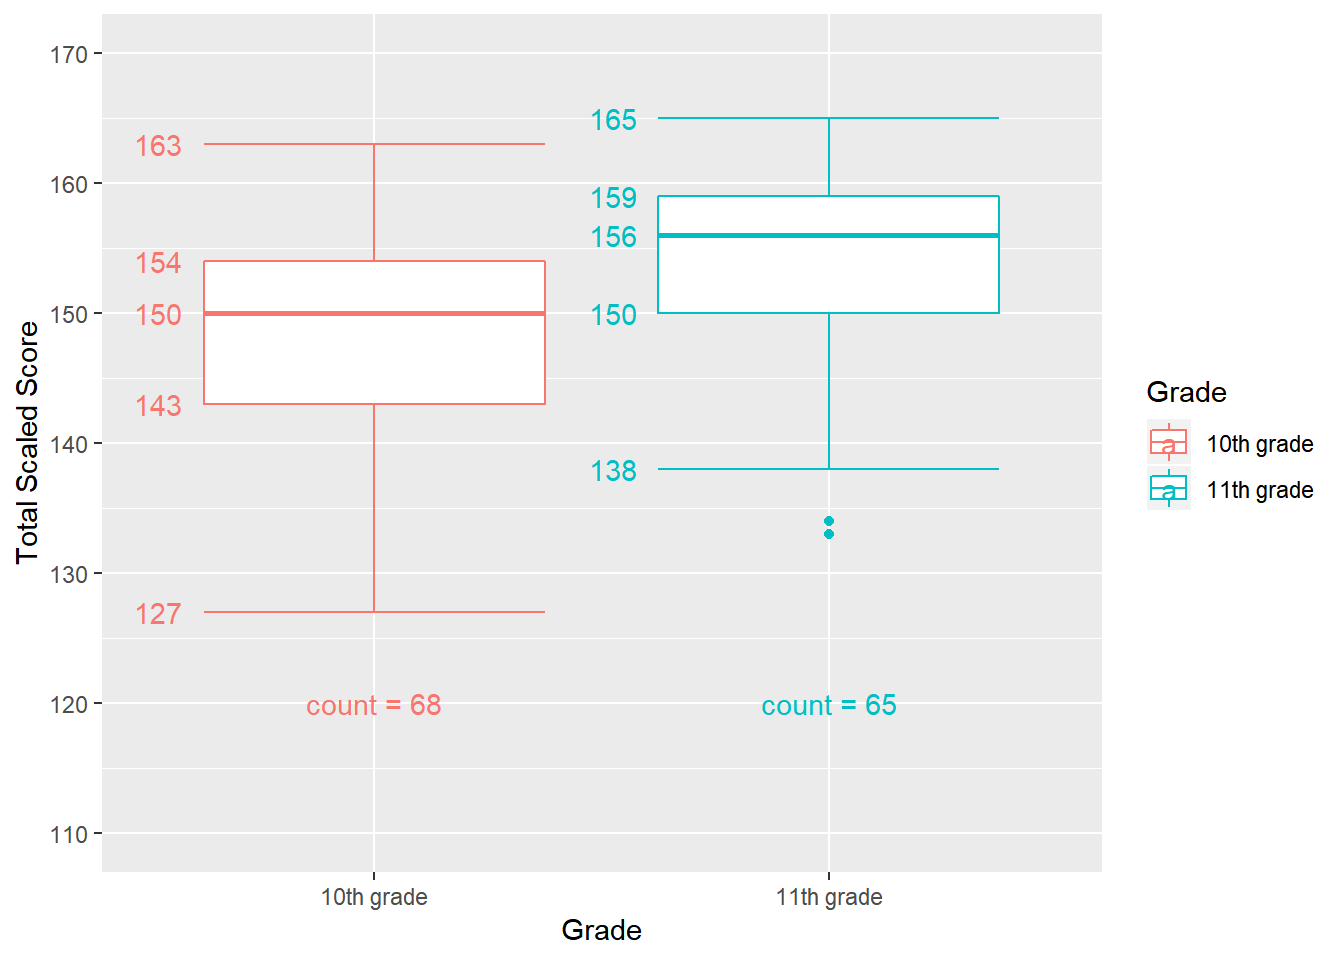 Total Scaled Score
170
160
150
140
130
120
110
163
154
150
143
127
count = 68
165
159
156
150
138
count = 65
10th grade
11th grade
Grade
Grade
a 10th grade
a 11th grade